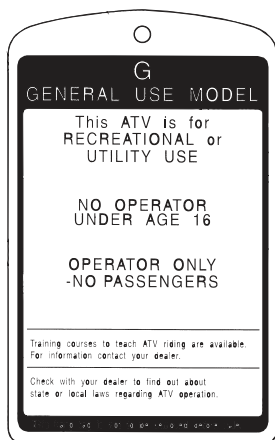 G
GENERAL USE MODEL
This ATV is for
RECREATIONAL or
UTILITY USE
NO OPERATOR
UNDER AGE 16
OPERATOR ONLY
-NO PASSENGERS
Training courses to teach ATV riding are available.
For information contact your dealer.
Check with your dealer to find out about
state or local laws regarding ATV operation.